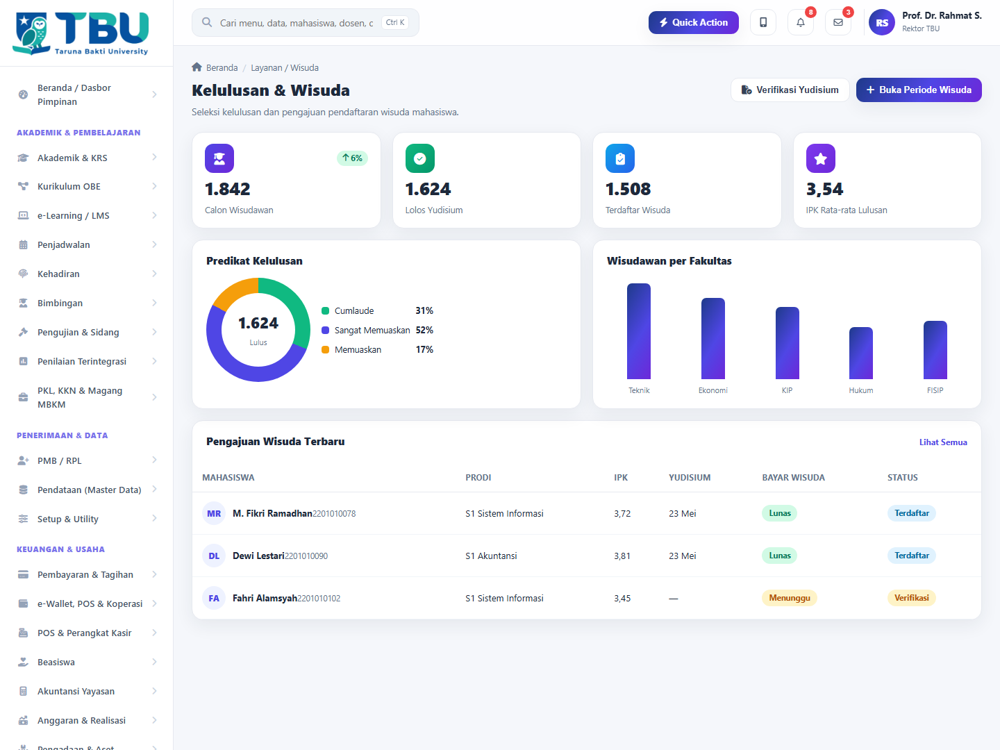 TBU
Taruna Bakti University
Cari menu, data, mahasiswa, dosen, c
Ctrl K
Quick Action
8
3
RS
Prof. Dr. Rahmat S.
Rektor TBU
Beranda / Dasbor
Pimpinan
AKADEMIK & PEMBELAJARAN
Akademik & KRS
Kurikulum OBE
e-Learning / LMS
Penjadwalan
Kehadiran
Bimbingan
Pengujian & Sidang
Penilaian Terintegrasi
PKL, KKN & Magang
MBKM
PENERIMAAN & DATA
PMB / RPL
Pendataan (Master Data)
Setup & Utility
KEUANGAN & USAHA
Pembayaran & Tagihan
e-Wallet, POS & Koperasi
POS & Perangkat Kasir
Beasiswa
Akuntansi Yayasan
Anggaran & Realisasi
Pengadaan & Aset
Beranda / Layanan / Wisuda
Kelulusan & Wisuda
Seleksi kelulusan dan pengajuan pendaftaran wisuda mahasiswa.
Verifikasi Yudisium
Buka Periode Wisuda
6%
1.842
Calon Wisudawan
1.624
Lolos Yudisium
1.508
Terdaftar Wisuda
3,54
IPK Rata-rata Lulusan
Predikat Kelulusan
1.624
Lulus
Cumlaude 31%
Sangat Memuaskan 52%
Memuaskan 17%
Wisudawan per Fakultas
Teknik Ekonomi KIP Hukum FISIP
Pengajuan Wisuda Terbaru
Lihat Semua
MAHASISWA PRODI IPK YUDISIUM BAYAR WISUDA STATUS
MR M. Fikri Ramadhan2201010078 S1 Sistem Informasi 3,72 23 Mei Lunas Terdaftar
DL Dewi Lestari2201010090 S1 Akuntansi 3,81 23 Mei Lunas Terdaftar
FA Fahri Alamsyah2201010102 S1 Sistem Informasi 3,45 — Menunggu Verifikasi